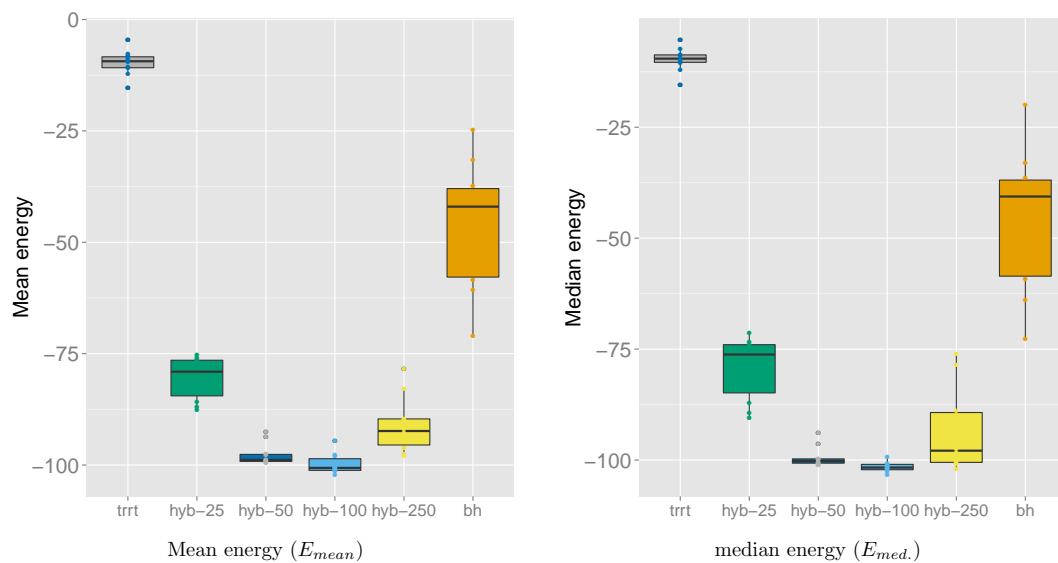 0
−25
−50
−75
−100
Mean energy
trrt hyb−25 hyb−50 hyb−100 hyb−250 bh
Mean energy (E_mean)
−25
−50
−75
−100
Median energy
trrt hyb−25 hyb−50 hyb−100 hyb−250 bh
median energy (E_med.)